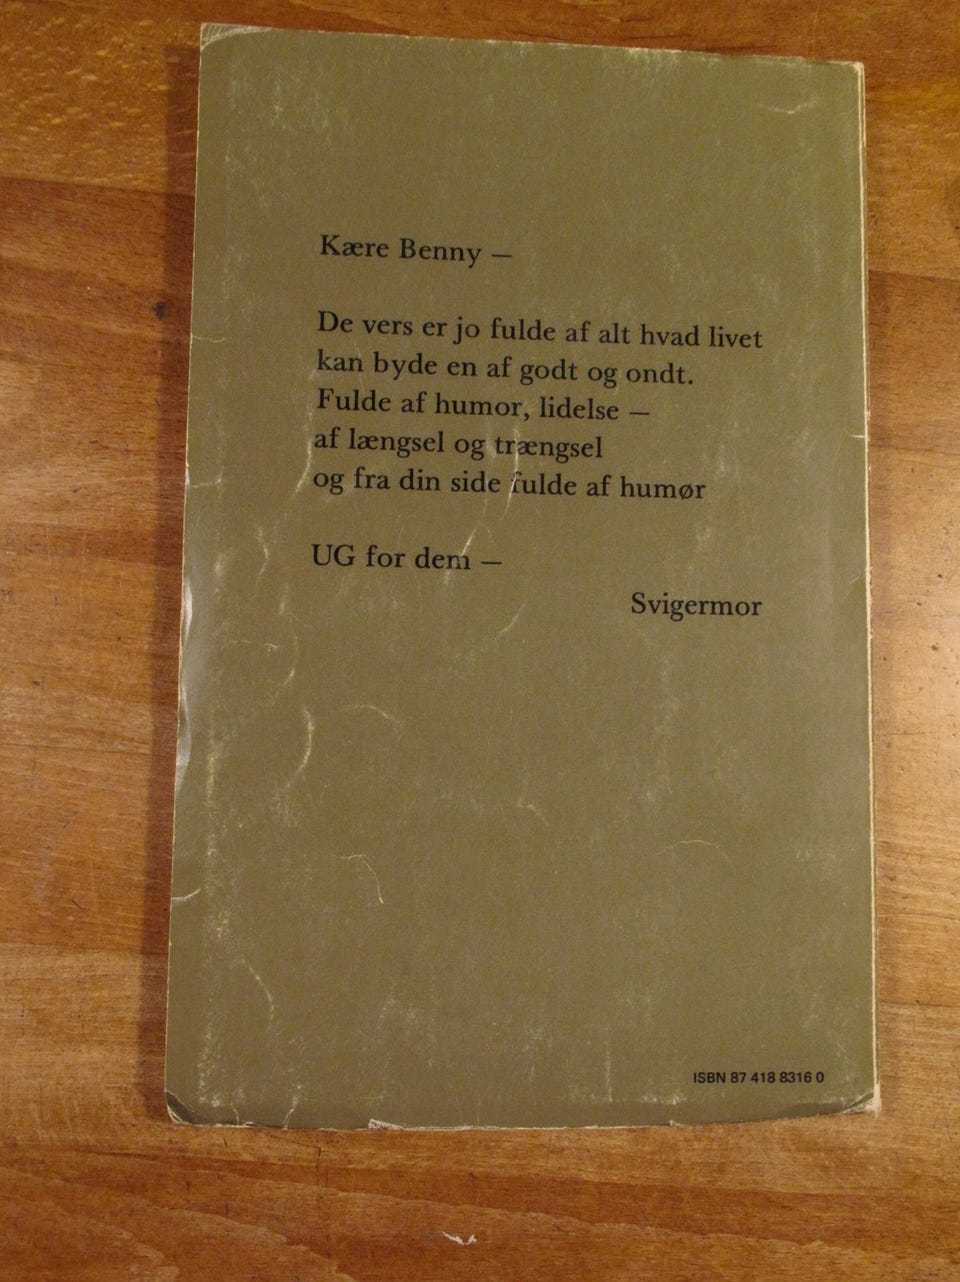 Kære Benny —
De vers er jo fulde af alt hvad livet
kan byde en af godt og ondt.
Fulde af humor, lidelse —
af længsel og trængsel
og fra din side fulde af humør
UG for dem —
Svigermor
ISBN 87 418 8316 0